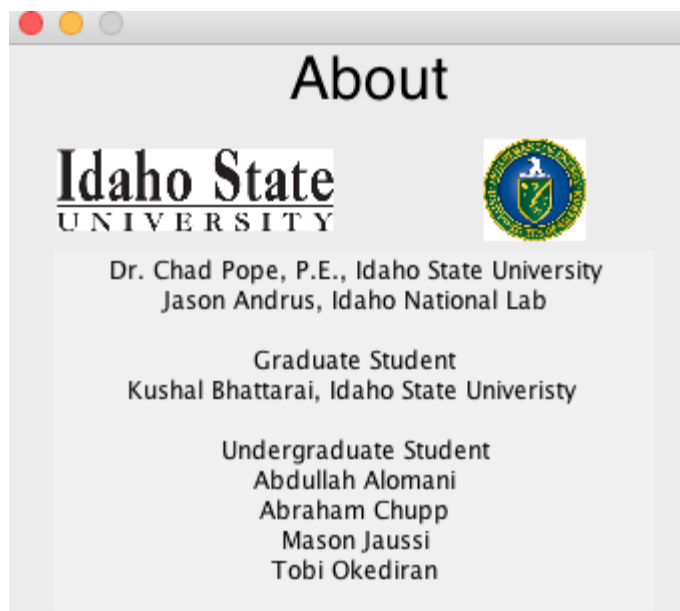 About
Idaho State
UNIVERSITY
Dr. Chad Pope, P.E., Idaho State University
Jason Andrus, Idaho National Lab
Graduate Student
Kushal Bhattarai, Idaho State Univeristy
Undergraduate Student
Abdullah Alomani
Abraham Chupp
Mason Jaussi
Tobi Okediran